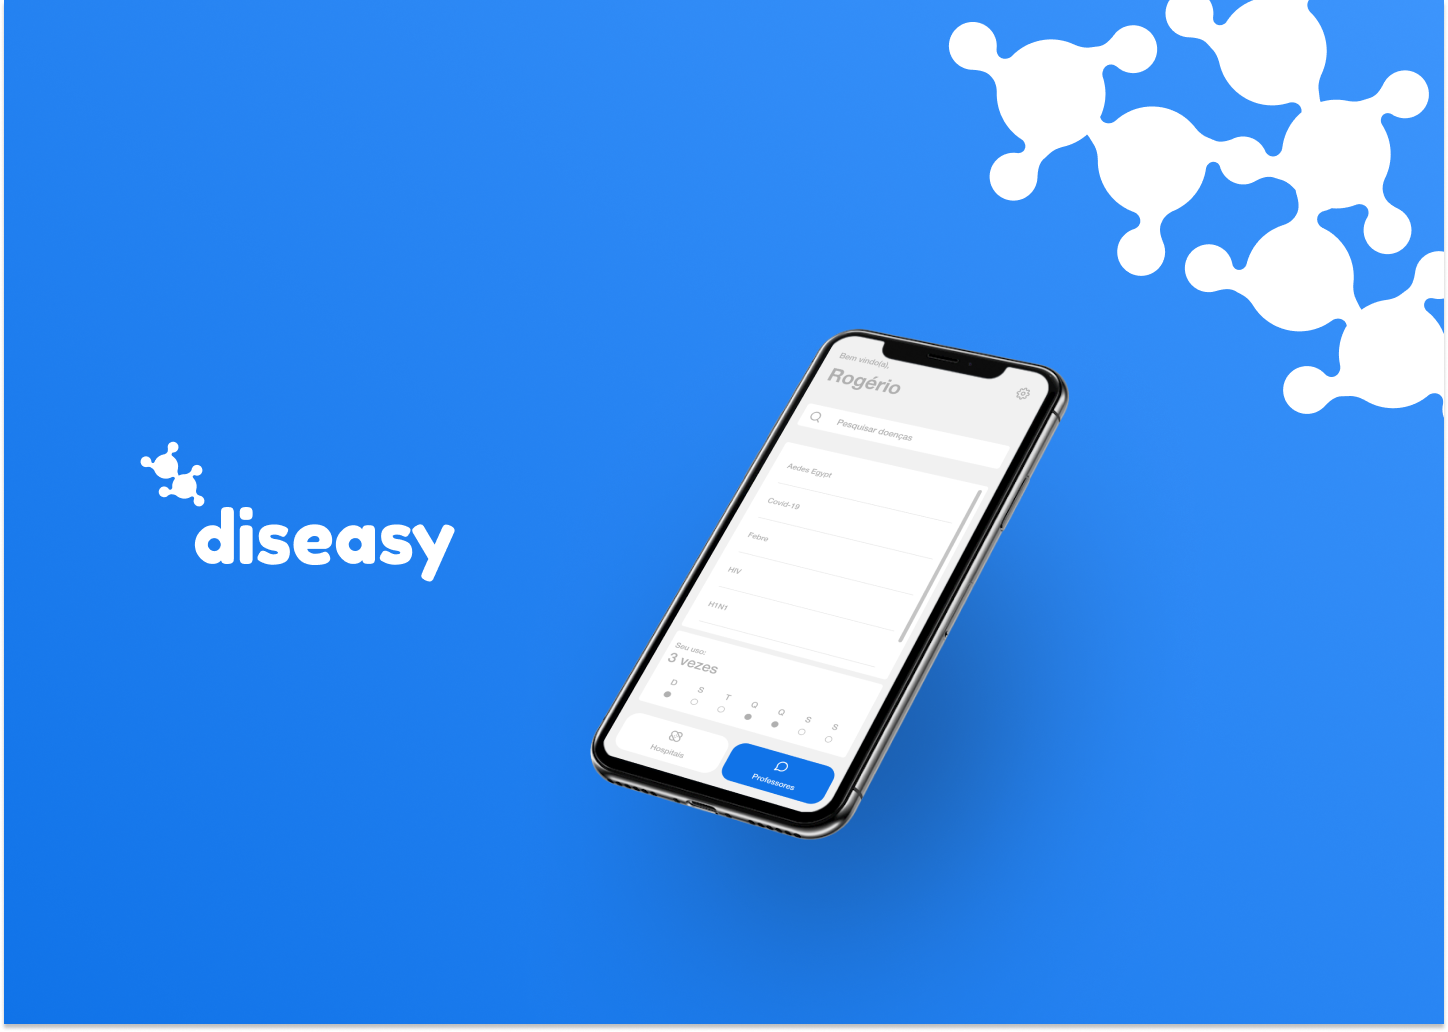 diseasy
Bem vindo(a),
Rogério
Pesquisar doenças
Aedes Egypt
Covid-19
Febre
HIV
H1N1
Seu uso:
3 vezes
D S T Q Q S S
Hospitais
Professores